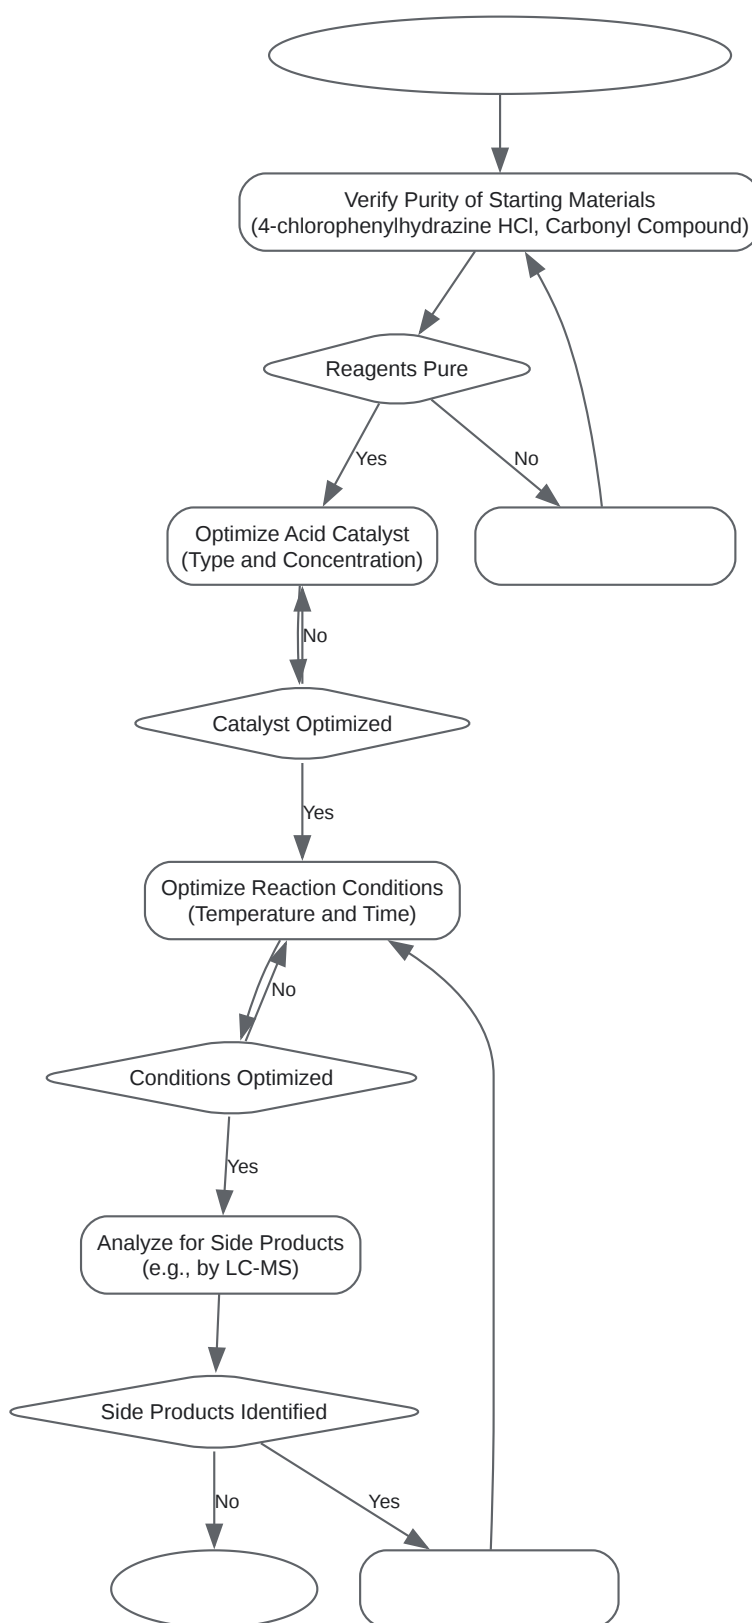 Verify Purity of Starting Materials
(4-chlorophenylhydrazine HCl, Carbonyl Compound)
Reagents Pure
Yes
No
Optimize Acid Catalyst
(Type and Concentration)
No
Catalyst Optimized
Yes
Optimize Reaction Conditions
(Temperature and Time)
No
Conditions Optimized
Yes
Analyze for Side Products
(e.g., by LC-MS)
Side Products Identified
No
Yes